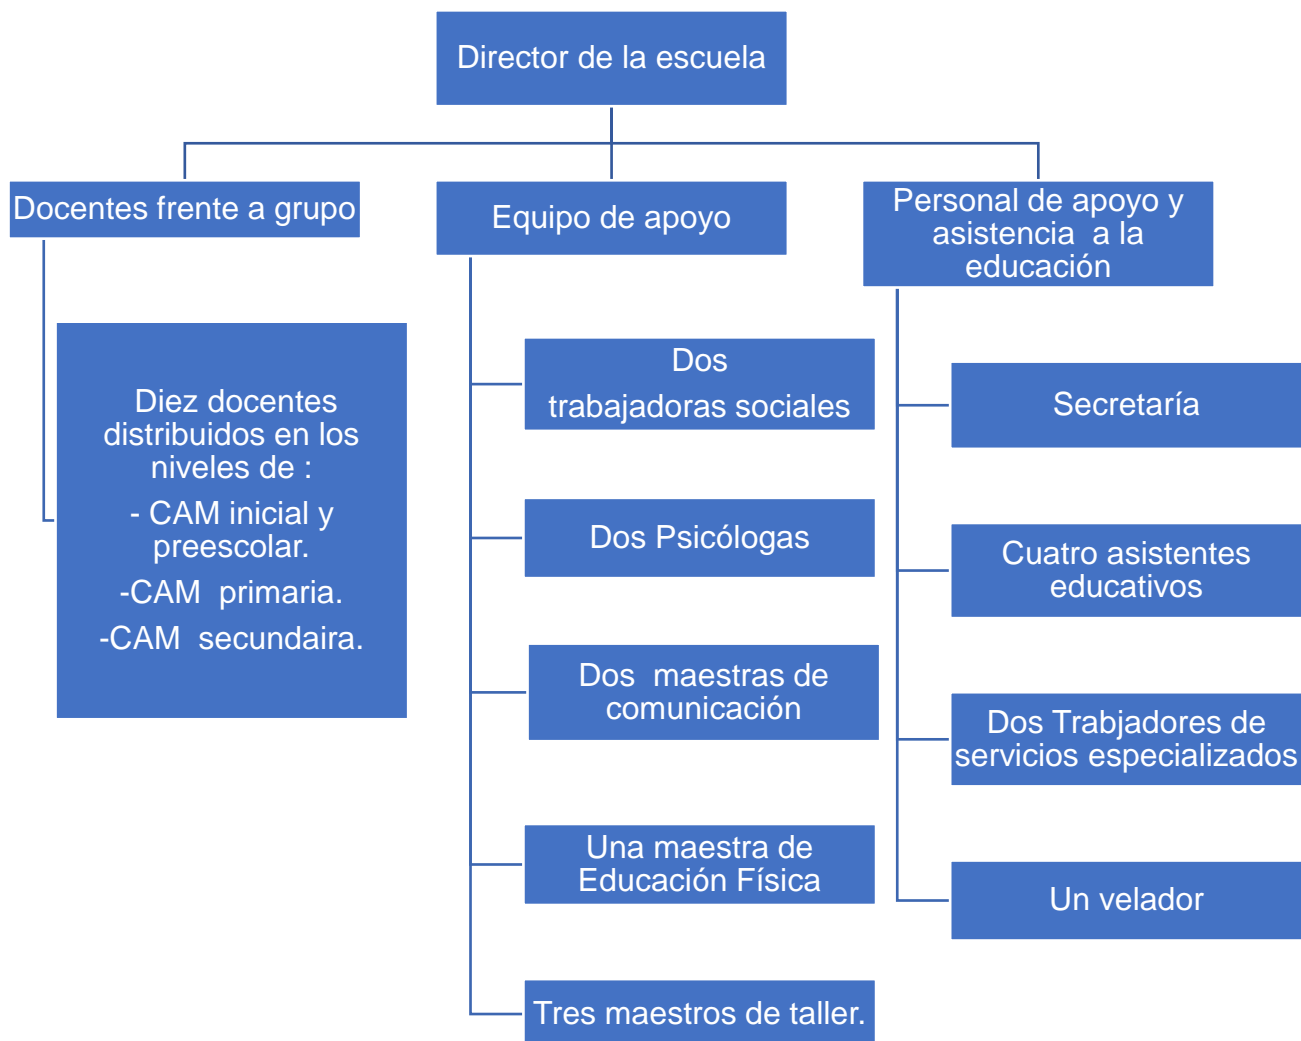 Director de la escuela
Docentes frente a grupo
Diez docentes
distribuidos en los
niveles de :
- CAM inicial y
preescolar.
-CAM primaria.
-CAM secundaira.
Equipo de apoyo
Dos
trabajadoras sociales
Dos Psicólogas
Dos maestras de
comunicación
Una maestra de
Educación Física
Tres maestros de taller.
Personal de apoyo y
asistencia a la
educación
Secretaría
Cuatro asistentes
educativos
Dos Trabjadores de
servicios especializados
Un velador